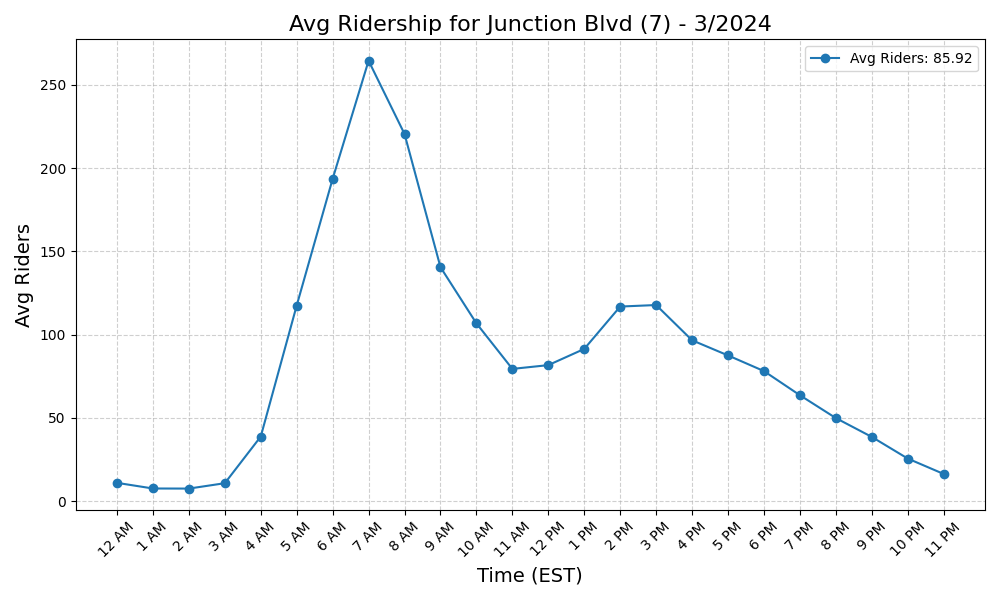 Avg Ridership for Junction Blvd (7) - 3/2024
Avg Riders: 85.92
Avg Riders
250
200
150
100
50
0
12 AM
1 AM
2 AM
3 AM
4 AM
5 AM
6 AM
7 AM
8 AM
9 AM
10 AM
11 AM
12 PM
1 PM
2 PM
3 PM
4 PM
5 PM
6 PM
7 PM
8 PM
9 PM
10 PM
11 PM
Time (EST)